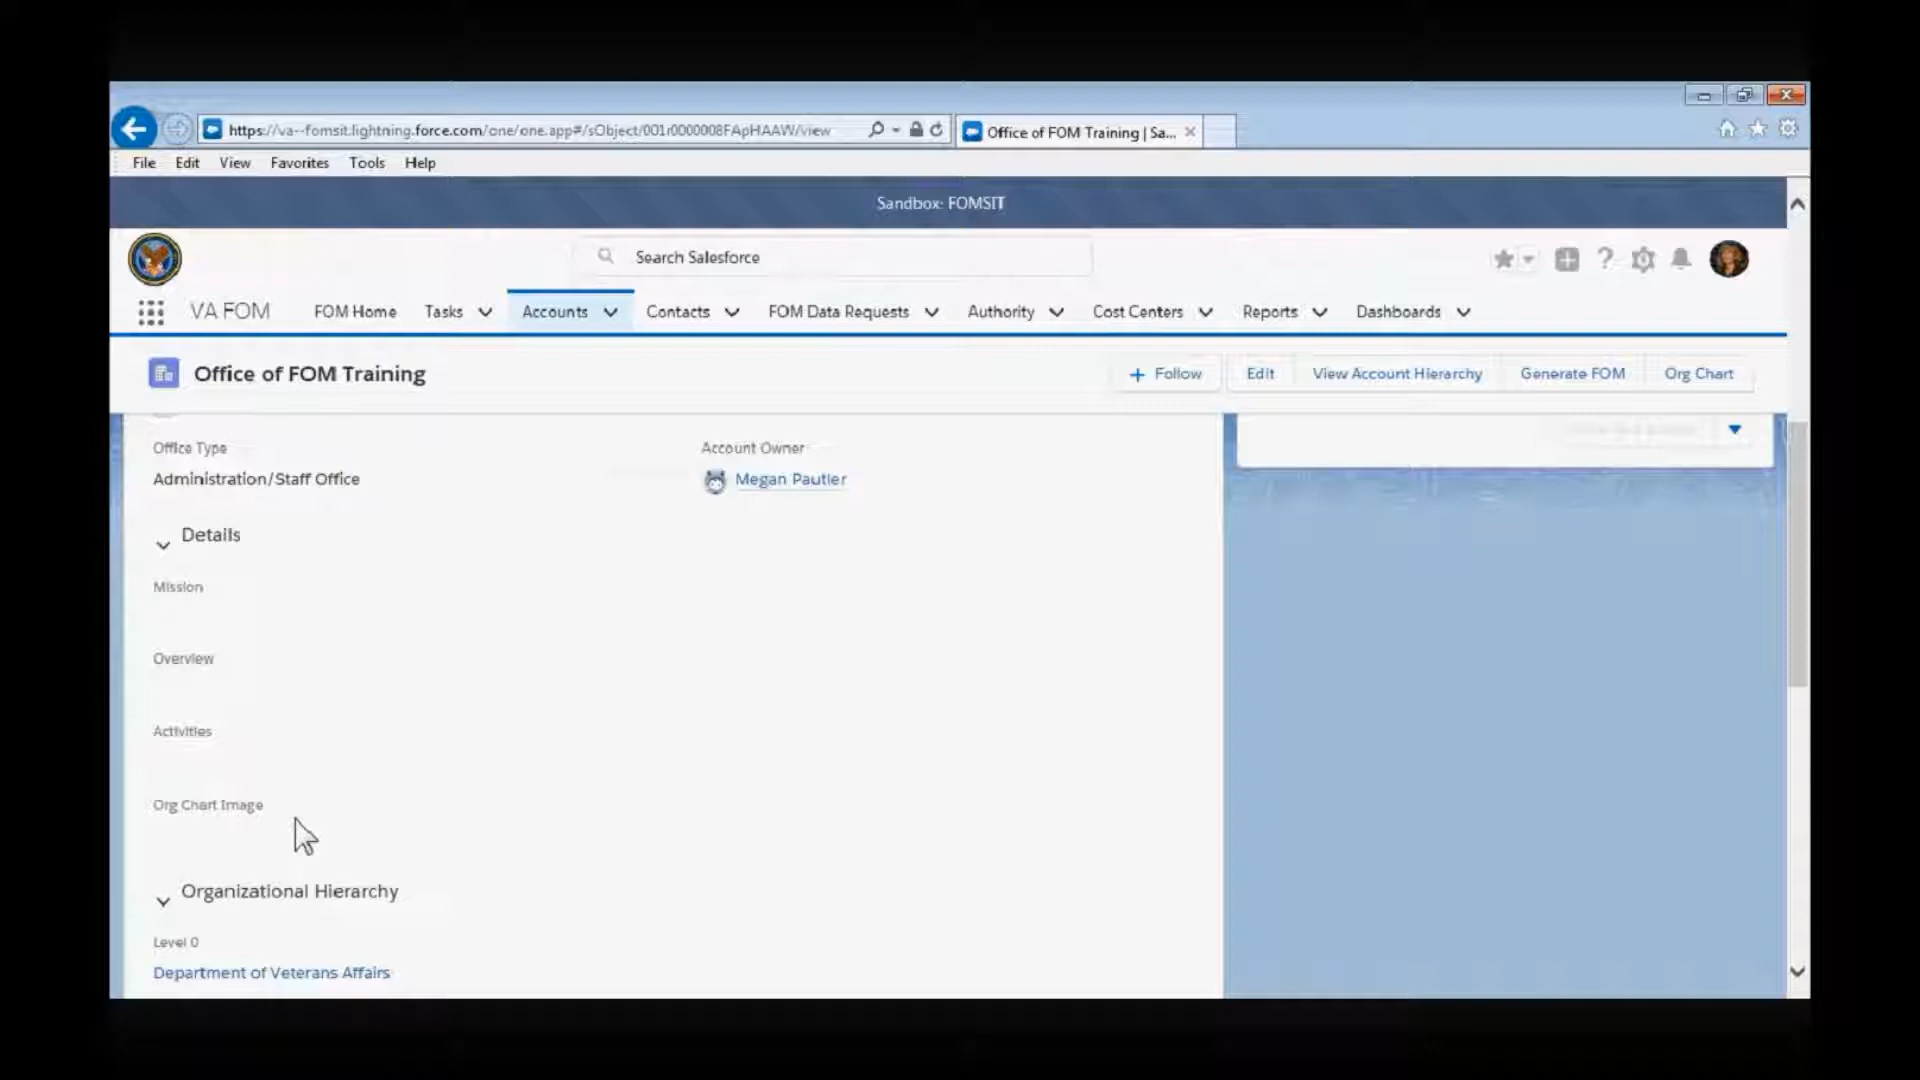 https://va--fomsit.lightning.force.com/one/one.app#/sObject/001r0000008FApHAAW/view
Office of FOM Training | Sa...
File Edit View Favorites Tools Help
Sandbox: FOMSIT
Search Salesforce
VA FOM FOM Home Tasks Accounts Contacts FOM Data Requests Authority Cost Centers Reports Dashboards
Office of FOM Training
+ Follow Edit View Account Hierarchy Generate FOM Org Chart
Office Type Account Owner
Administration/Staff Office Megan Pautler
Details
Mission
Overview
Activities
Org Chart Image
Organizational Hierarchy
Level 0
Department of Veterans Affairs